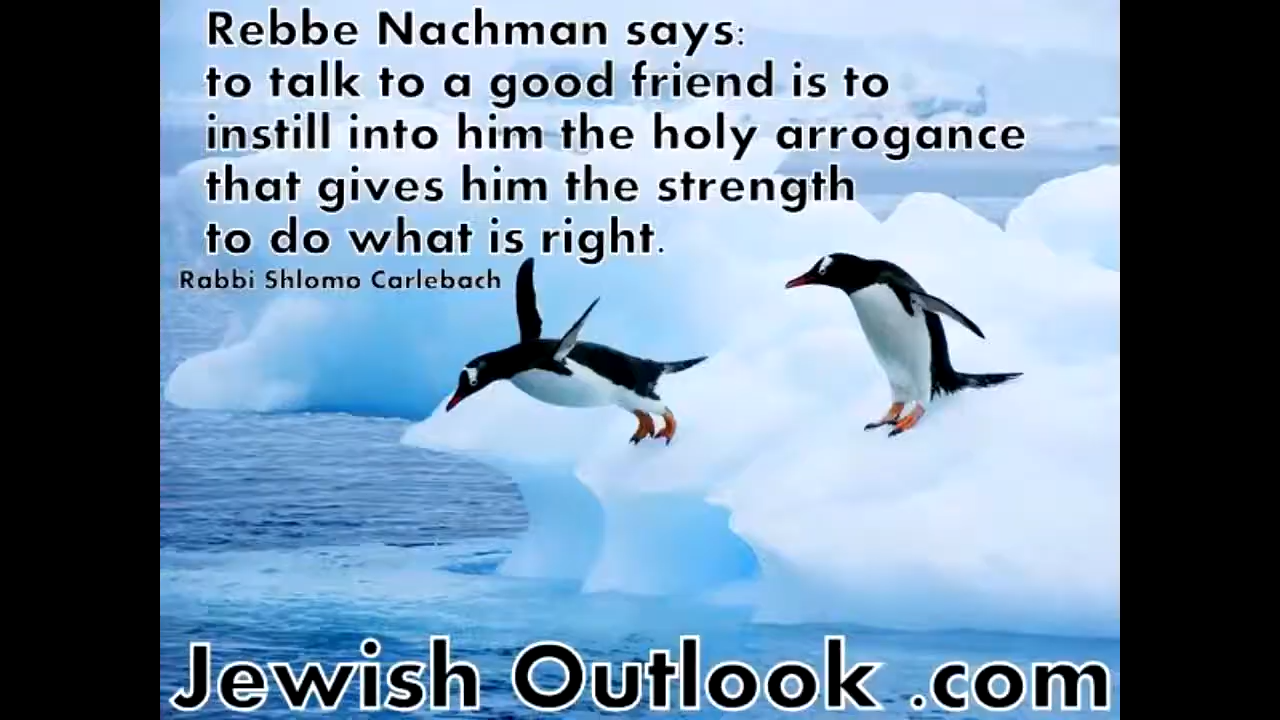 Rebbe Nachman says:
to talk to a good friend is to
instill into him the holy arrogance
that gives him the strength
to do what is right.
Rabbi Shlomo Carlebach
Jewish Outlook .com